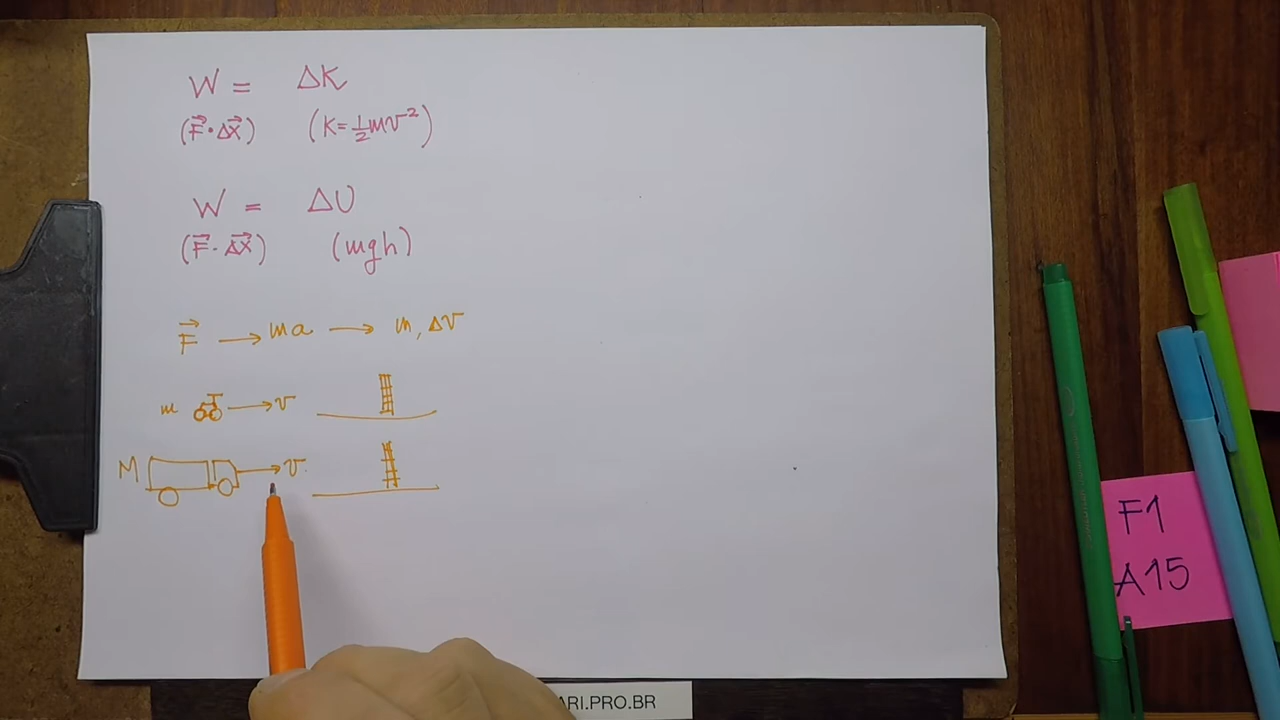 W = ΔK
(F⃗·Δx⃗) (K=½mv²)
W = ΔU
(F⃗·Δx⃗) (mgh)
F⃗ → ma → m, Δv
m → v
M → v
F1
A15
ARI.PRO.BR